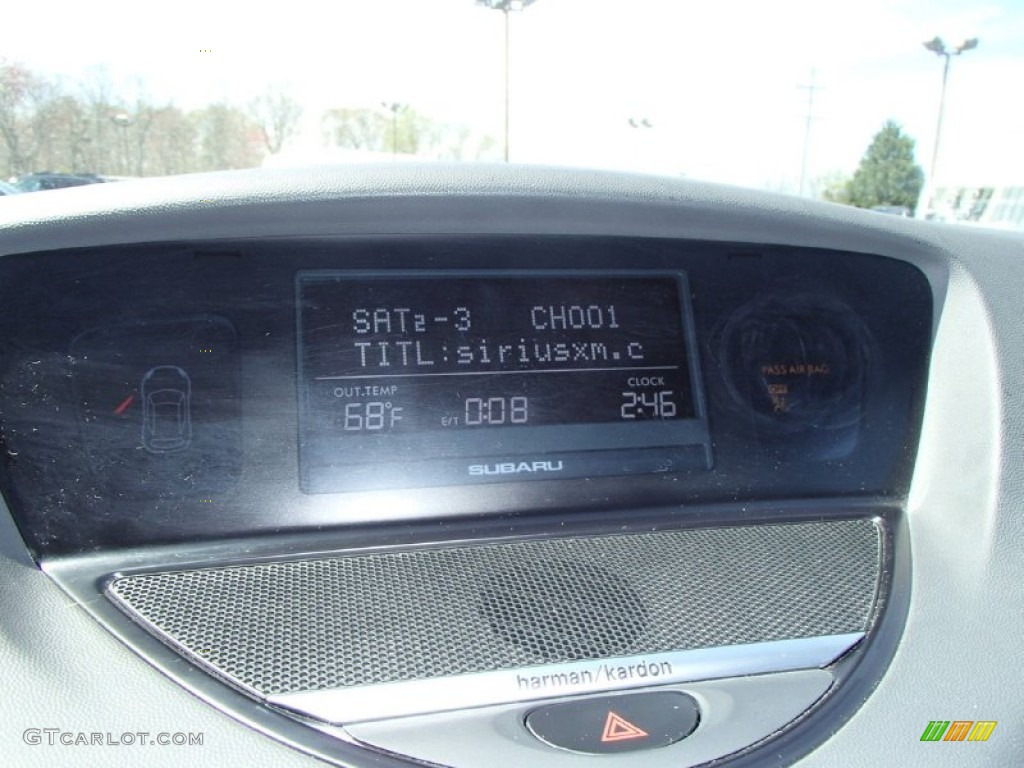 SAT2-3 CH001
TITL:siriusxm.c
OUT.TEMP CLOCK
68°F E/T 0:08 2:46
PASS AIR BAG
SUBARU
harman/kardon
GTCARLOT.COM